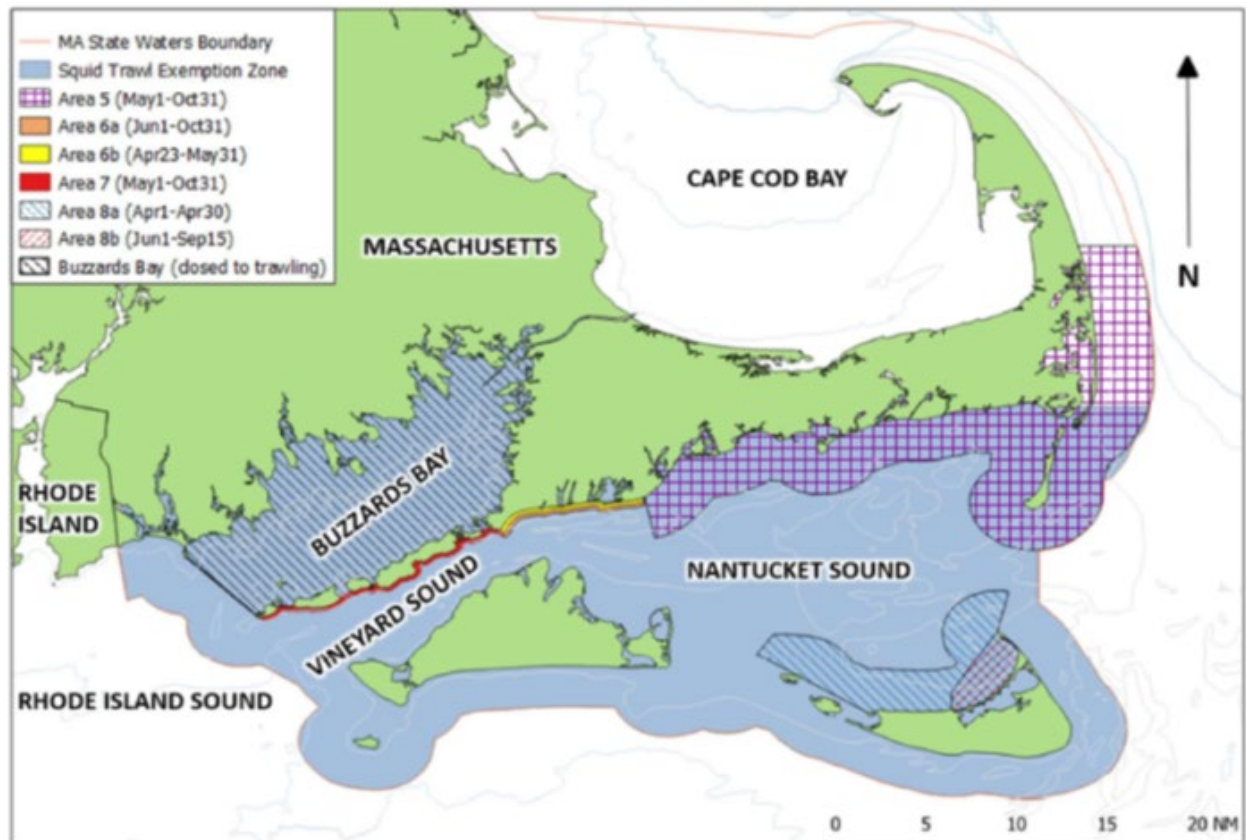 MA State Waters Boundary
Squid Trawl Exemption Zone
Area 5 (May1-Oct31)
Area 6a (Jun1-Oct31)
Area 6b (Apr23-May31)
Area 7 (May1-Oct31)
Area 8a (Apr1-Apr30)
Area 8b (Jun1-Sep15)
Buzzards Bay (closed to trawling)
CAPE COD BAY
MASSACHUSETTS
N
RHODE
ISLAND
BUZZARDS BAY
VINEYARD SOUND
NANTUCKET SOUND
RHODE ISLAND SOUND
0 5 10 15 20 NM